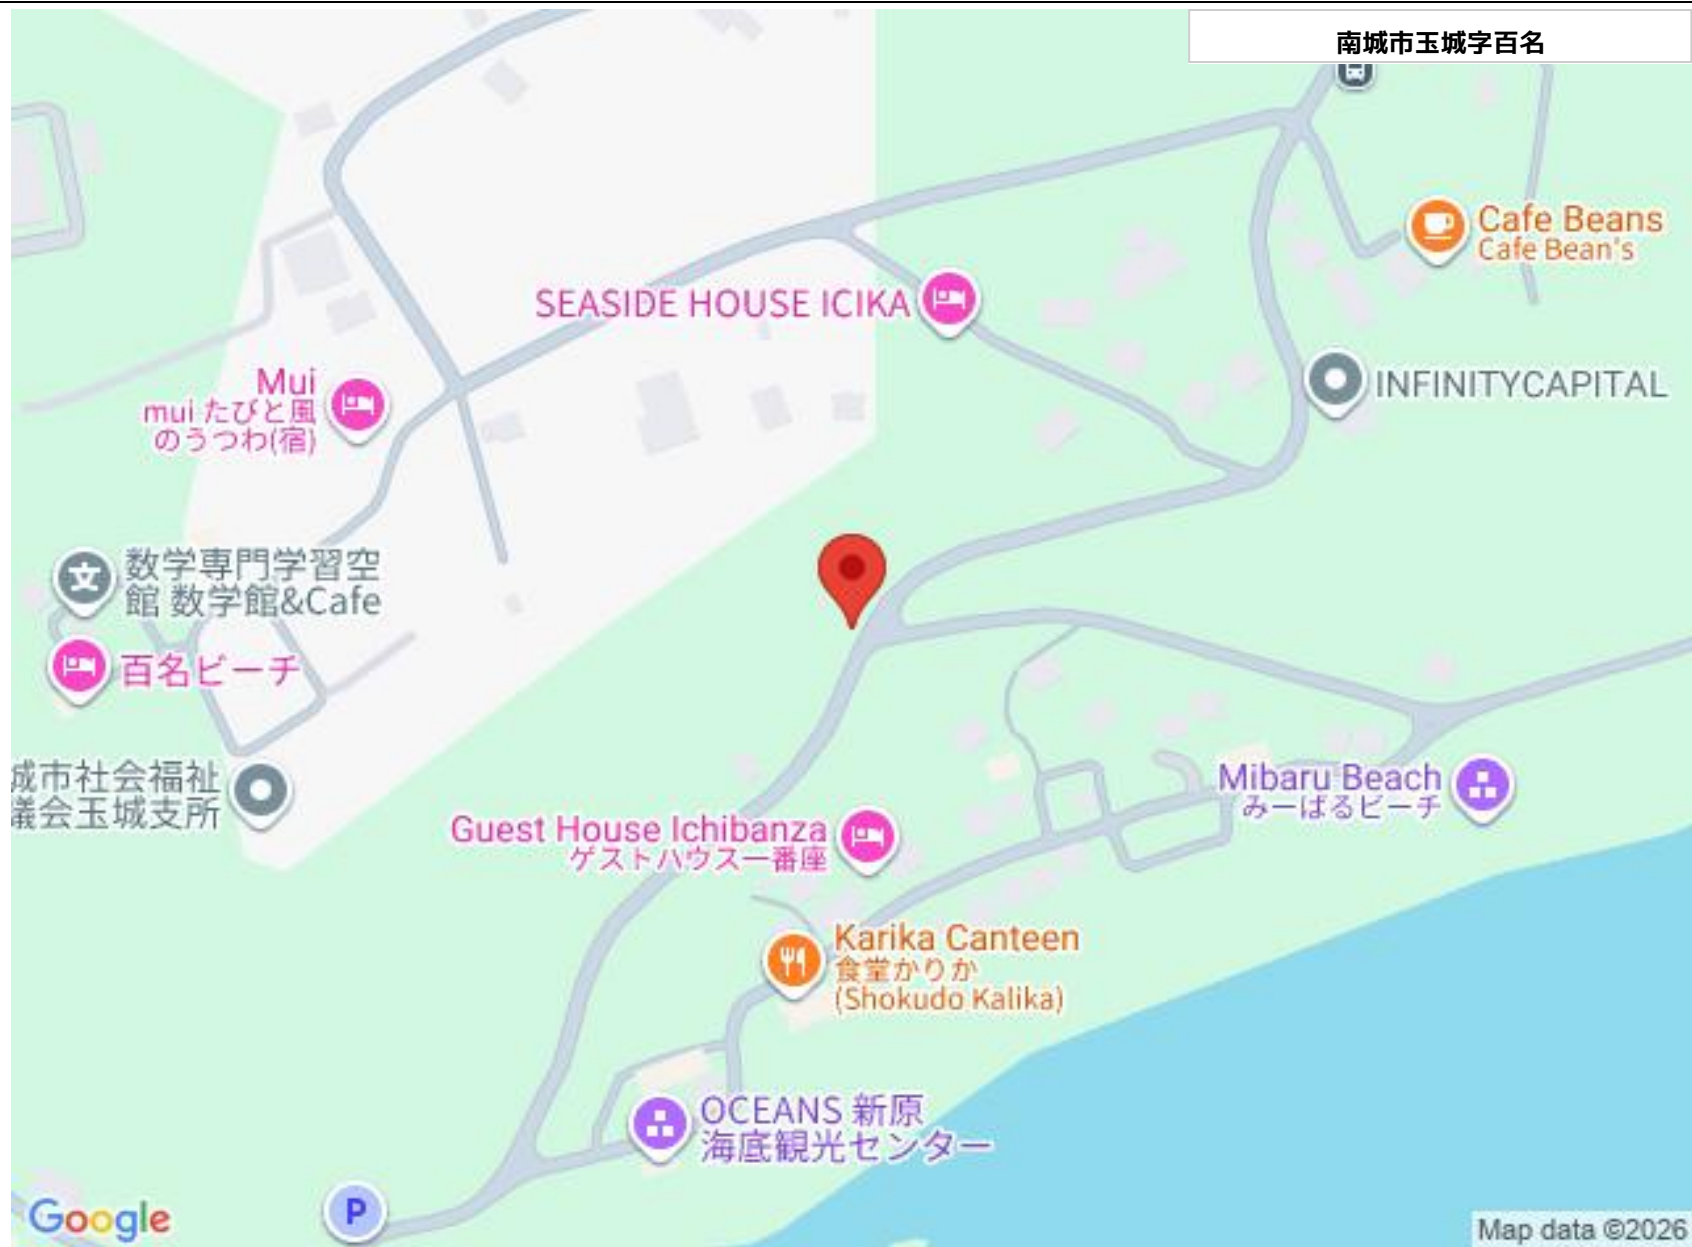 南城市玉城字百名
Cafe Beans
Cafe Bean's
SEASIDE HOUSE ICIKA
INFINITYCAPITAL
Mui
mui たびと風
のうつわ(宿)
数学専門学習空
館 数学館&Cafe
百名ビーチ
城市社会福祉
議会玉城支所
Mibaru Beach
みーばるビーチ
Guest House Ichibanza
ゲストハウス一番座
Karika Canteen
食堂かりか
(Shokudo Kalika)
OCEANS 新原
海底観光センター
P
Google
Map data ©2026